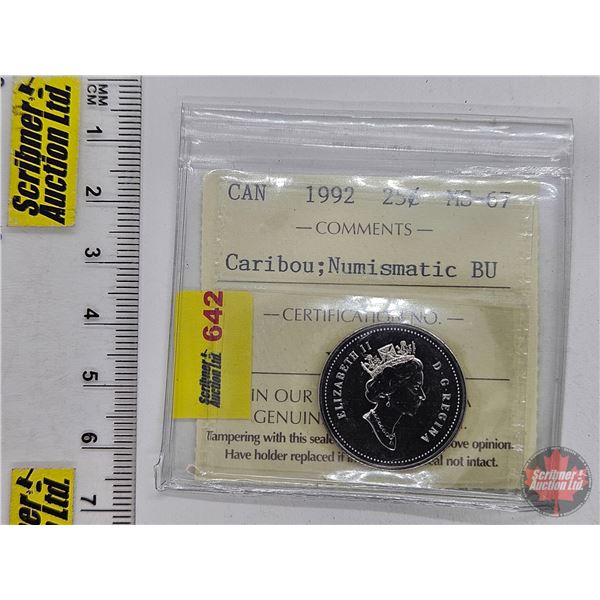 MM
CM
1
2
3
4
5
6
7
Scribner
Auction Ltd.
Scribner
Auction Ltd.
CAN 1992 25¢ MS-67
— COMMENTS —
Caribou;Numismatic BU
— CERTIFICATION NO. —
642
Scribner
Auction Ltd.
IN OUR
GENUIN
Tampering with this seale ove opinion.
Have holder replaced if al not intact.
ELIZABETH II D·G·REGINA
Scribner
Auction Ltd.